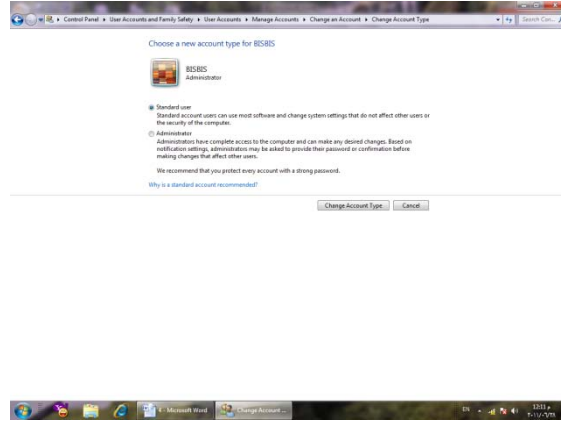 Control Panel ▸ User Accounts and Family Safety ▸ User Accounts ▸ Manage Accounts ▸ Change an Account ▸ Change Account Type
Choose a new account type for BISBIS
BISBIS
Administrator
Standard user
Standard account users can use most software and change system settings that do not affect other users or
the security of the computer.
Administrator
Administrators have complete access to the computer and can make any desired changes. Based on
notification settings, administrators may be asked to provide their password or confirmation before
making changes that affect other users.
We recommend that you protect every account with a strong password.
Why is a standard account recommended?
Change Account Type
Cancel
Microsoft Word
Change Account ...
EN